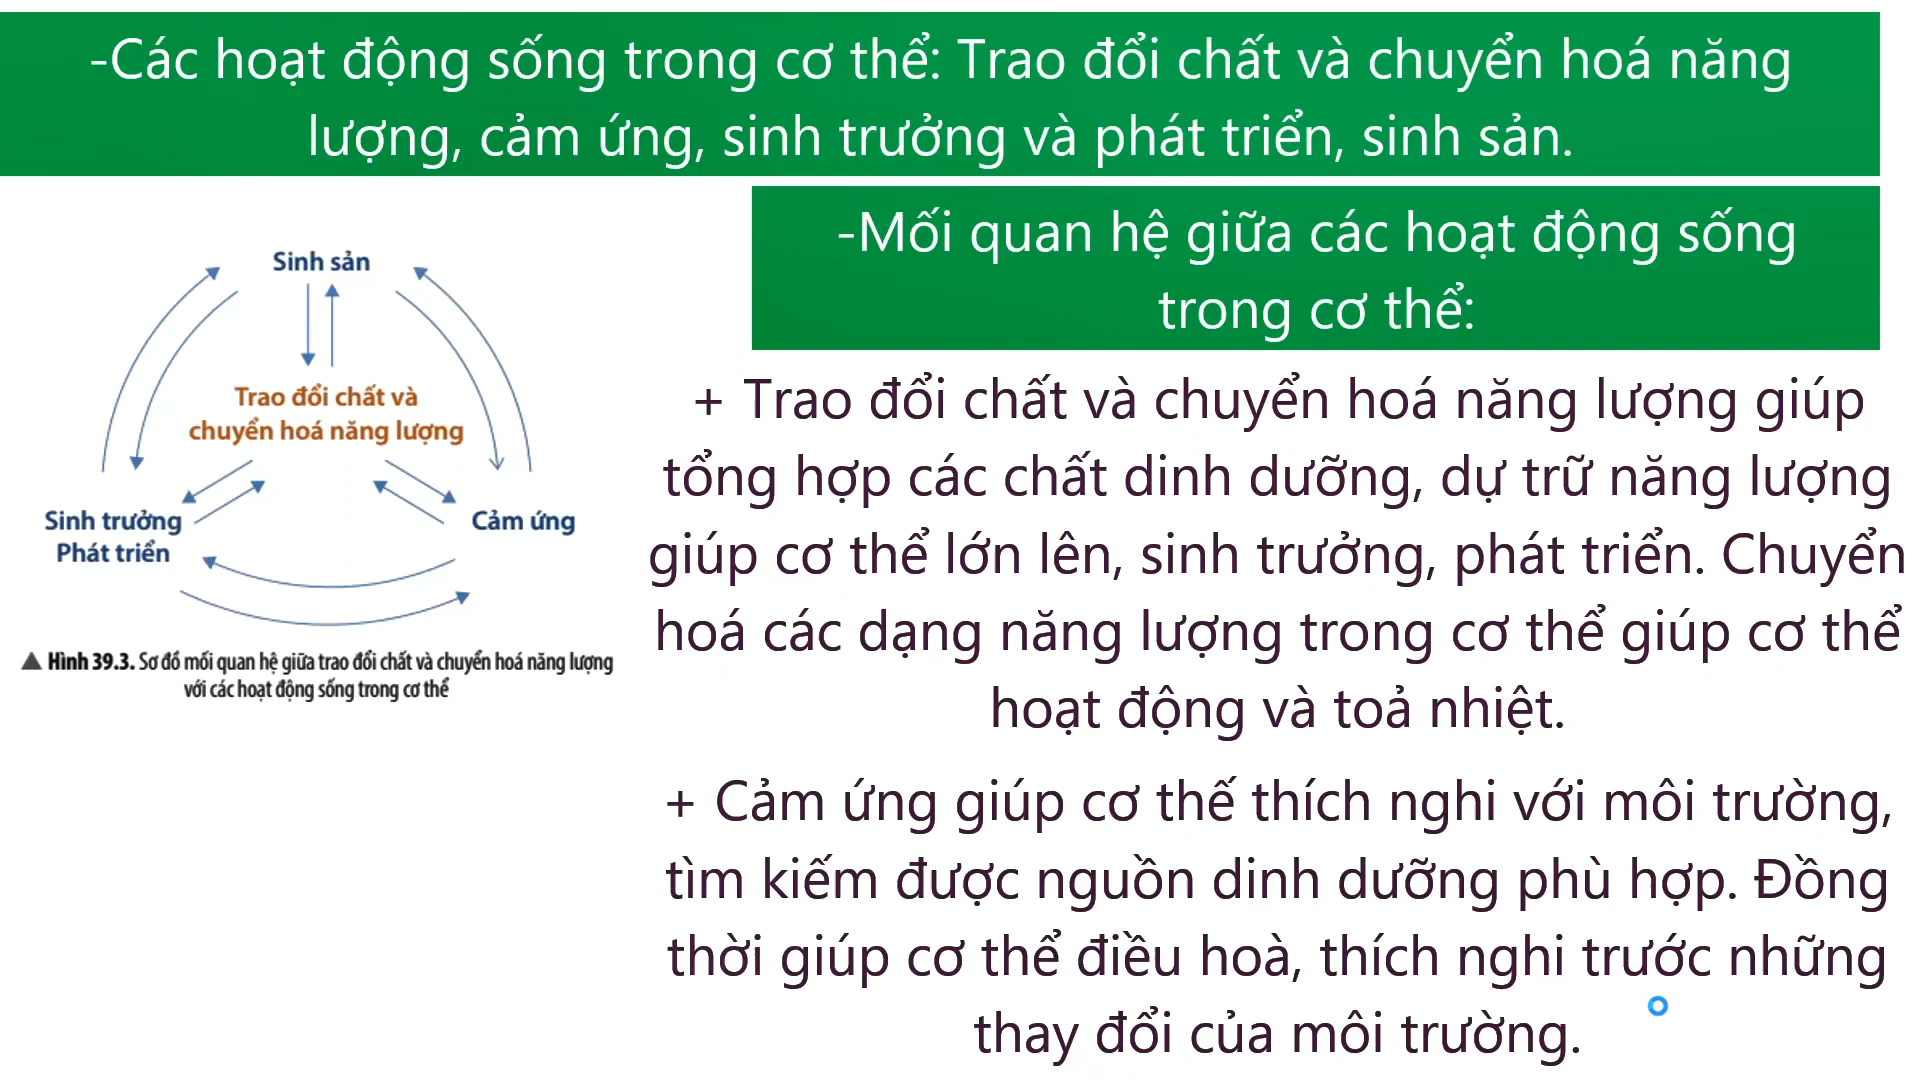 -Các hoạt động sống trong cơ thể: Trao đổi chất và chuyển hoá năng
lượng, cảm ứng, sinh trưởng và phát triển, sinh sản.
-Mối quan hệ giữa các hoạt động sống
trong cơ thể:
Sinh sản
Trao đổi chất và
chuyển hoá năng lượng
Sinh trưởng
Phát triển
Cảm ứng
▲ Hình 39.3. Sơ đồ mối quan hệ giữa trao đổi chất và chuyển hoá năng lượng
với các hoạt động sống trong cơ thể
+ Trao đổi chất và chuyển hoá năng lượng giúp
tổng hợp các chất dinh dưỡng, dự trữ năng lượng
giúp cơ thể lớn lên, sinh trưởng, phát triển. Chuyển
hoá các dạng năng lượng trong cơ thể giúp cơ thể
hoạt động và toả nhiệt.
+ Cảm ứng giúp cơ thế thích nghi với môi trường,
tìm kiếm được nguồn dinh dưỡng phù hợp. Đồng
thời giúp cơ thể điều hoà, thích nghi trước những
thay đổi của môi trường.